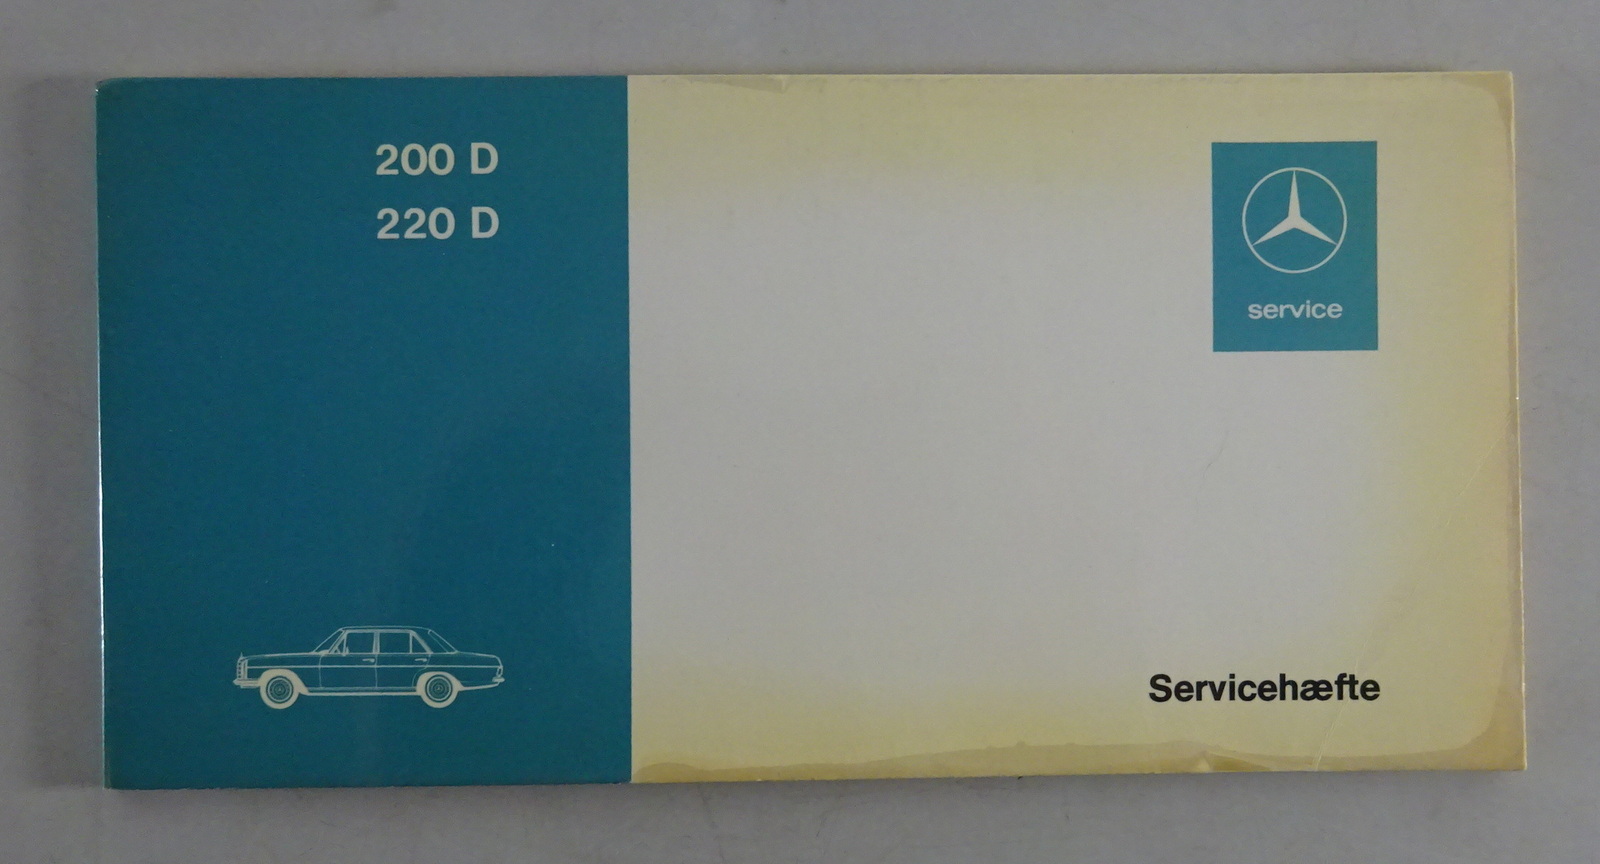 200 D
220 D
service
Servicehæfte